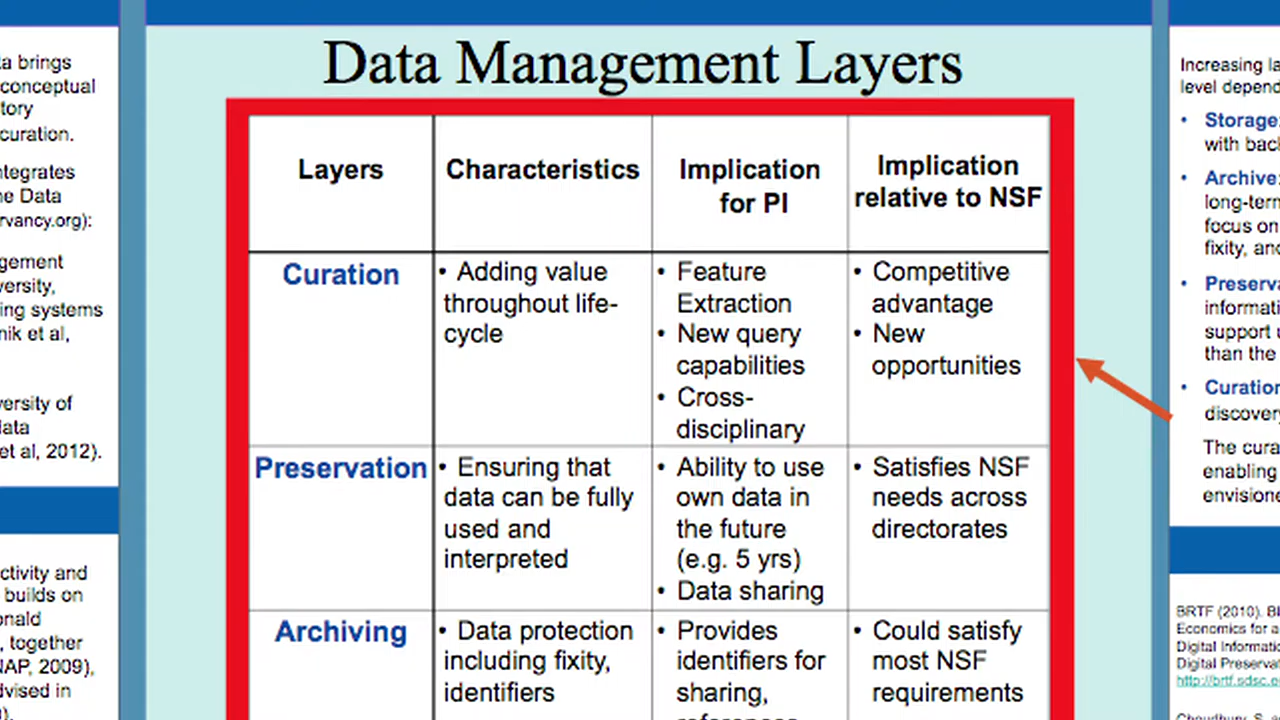 ta brings
conceptual
tory
curation.
ntegrates
ne Data
rvancy.org):
gement
versity,
ing systems
nik et al,
versity of
data
et al, 2012).
ctivity and
builds on
onald
, together
NAP, 2009),
dvised in
Data Management Layers
Layers
Characteristics
Implication
for PI
Implication
relative to NSF
Curation
• Adding value
throughout life-
cycle
• Feature
Extraction
• New query
capabilities
• Cross-
disciplinary
• Competitive
advantage
• New
opportunities
Preservation
• Ensuring that
data can be fully
used and
interpreted
• Ability to use
own data in
the future
(e.g. 5 yrs)
• Data sharing
• Satisfies NSF
needs across
directorates
Archiving
• Data protection
including fixity,
identifiers
• Provides
identifiers for
sharing,
• Could satisfy
most NSF
requirements
Increasing la
level depend
• Storage:
with back
• Archive:
long-term
focus on
fixity, and
• Preserva
informati
support u
than the
• Curation
discovery
The cura
enabling
envisione
BRTF (2010). Bl
Economics for a
Digital Informatic
Digital Preservat
http://brtf.sdsc.e